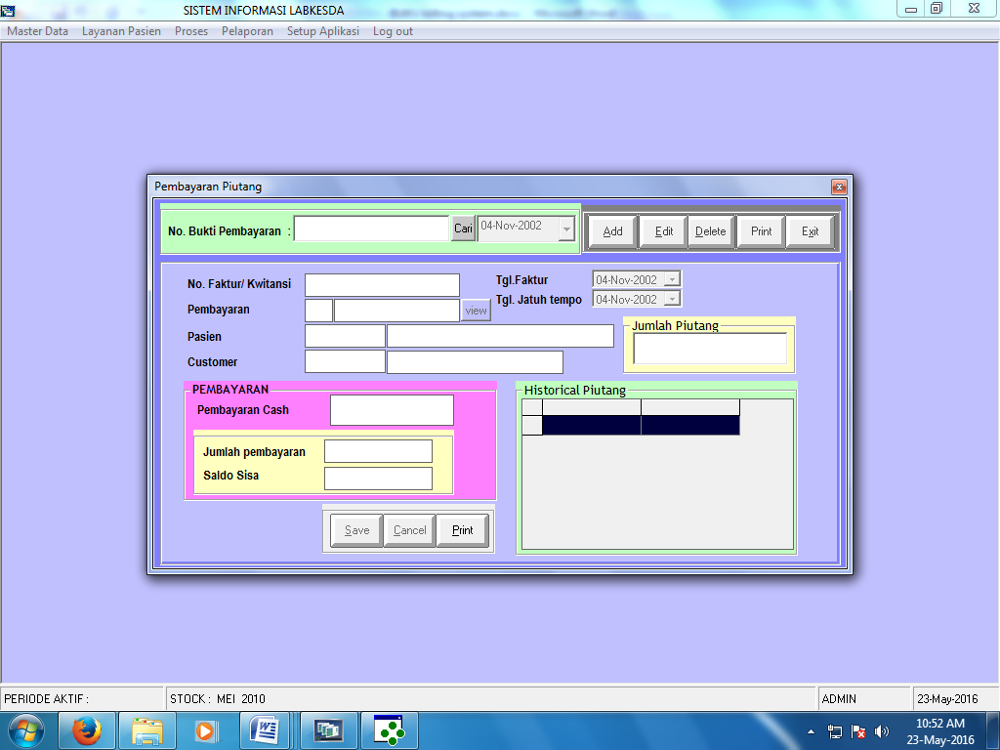 SISTEM INFORMASI LABKESDA
Master Data Layanan Pasien Proses Pelaporan Setup Aplikasi Log out
Pembayaran Piutang
No. Bukti Pembayaran : Cari 04-Nov-2002 Add Edit Delete Print Exit
No. Faktur/ Kwitansi Tgl.Faktur 04-Nov-2002
Pembayaran view Tgl. Jatuh tempo 04-Nov-2002
Pasien
Customer
Jumlah Piutang
PEMBAYARAN
Pembayaran Cash
Jumlah pembayaran
Saldo Sisa
Save Cancel Print
Historical Piutang
PERIODE AKTIF : STOCK : MEI 2010 ADMIN 23-May-2016
10:52 AM
23-May-2016